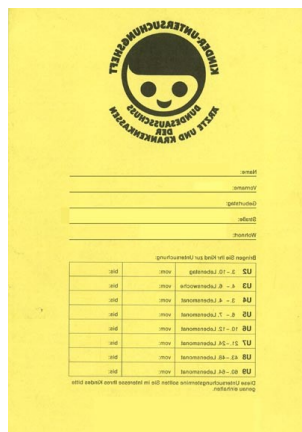 KINDER-UNTERSUCHUNGSHEFT
BUNDESAUSSCHUSS
DER
ÄRZTE UND KRANKENKASSEN
Name:
Vorname:
Geburtstag:
Straße:
Wohnort:
Bringen Sie Ihr Kind zur Untersuchung:
U2 3. – 10. Lebenstag vom: bis:
U3 4. – 6. Lebenswoche vom: bis:
U4 3. – 4. Lebensmonat vom: bis:
U5 6. – 7. Lebensmonat vom: bis:
U6 10. – 12. Lebensmonat vom: bis:
U7 21. – 24. Lebensmonat vom: bis:
U8 43. – 48. Lebensmonat vom: bis:
U9 60. – 64. Lebensmonat vom: bis:
Diese Untersuchungstermine sollten Sie im Interesse Ihres Kindes bitte
genau einhalten.